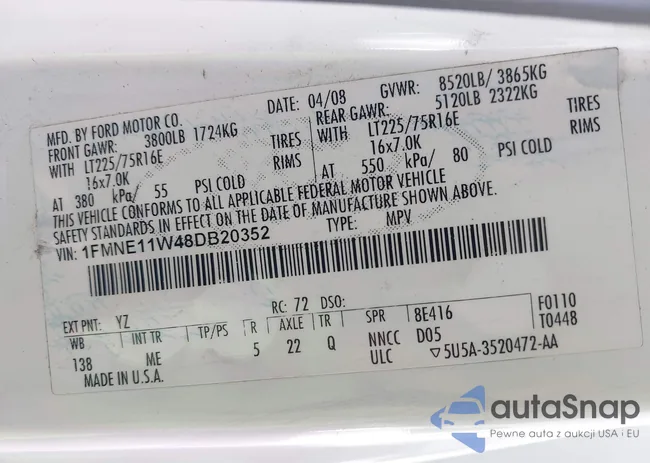 MFD. BY FORD MOTOR CO.
DATE: 04/08 GVWR: 8520LB/ 3865KG
FRONT GAWR: 3800LB 1724KG
REAR GAWR: 5120LB 2322KG
WITH LT225/75R16E TIRES
WITH LT225/75R16E TIRES
16x7.0K RIMS
16x7.0K RIMS
AT 380 kPa/ 55 PSI COLD
AT 550 kPa/ 80 PSI COLD
THIS VEHICLE CONFORMS TO ALL APPLICABLE FEDERAL MOTOR VEHICLE
SAFETY STANDARDS IN EFFECT ON THE DATE OF MANUFACTURE SHOWN ABOVE.
VIN: 1FMNE11W48DB20352 TYPE: MPV
EXT PNT: YZ RC: 72 DSO: F0110
WB INT TR TP/PS R AXLE TR SPR 8E416 T0448
138 ME 5 22 Q NNCC D05
MADE IN U.S.A. ULC ▽5U5A-3520472-AA
autoSnap
Pewne auta z aukcji USA i EU